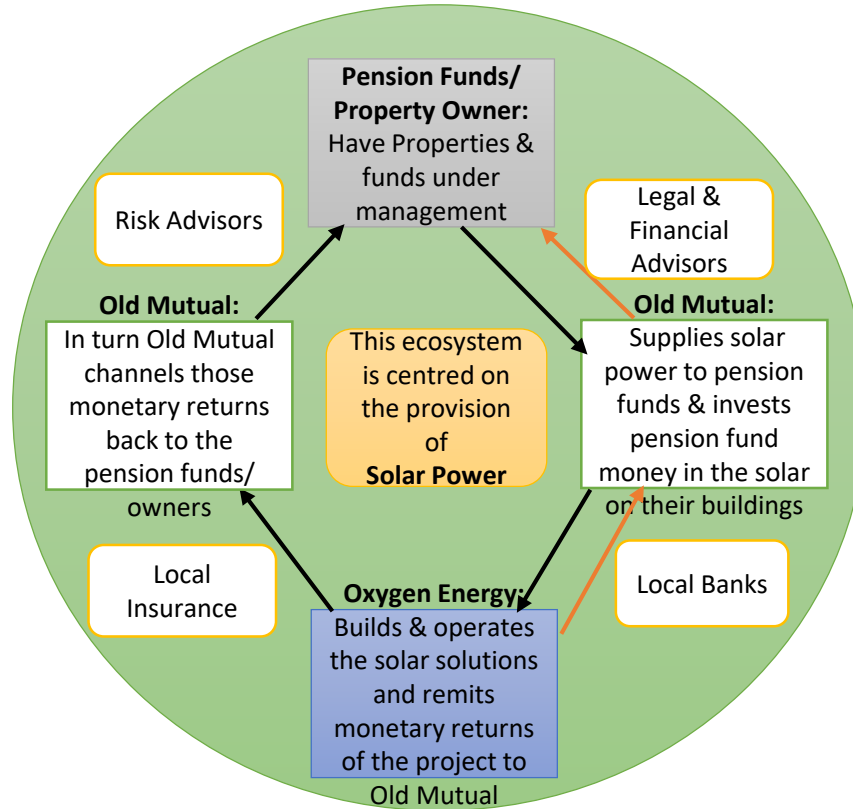 Pension Funds/
Property Owner:
Have Properties &
funds under
management
Risk Advisors
Legal &
Financial
Advisors
Old Mutual:
In turn Old Mutual
channels those
monetary returns
back to the
pension funds/
owners
This ecosystem
is centred on
the provision
of
Solar Power
Old Mutual:
Supplies solar
power to pension
funds & invests
pension fund
money in the solar
on their buildings
Local
Insurance
Local Banks
Oxygen Energy:
Builds & operates
the solar solutions
and remits
monetary returns
of the project to
Old Mutual